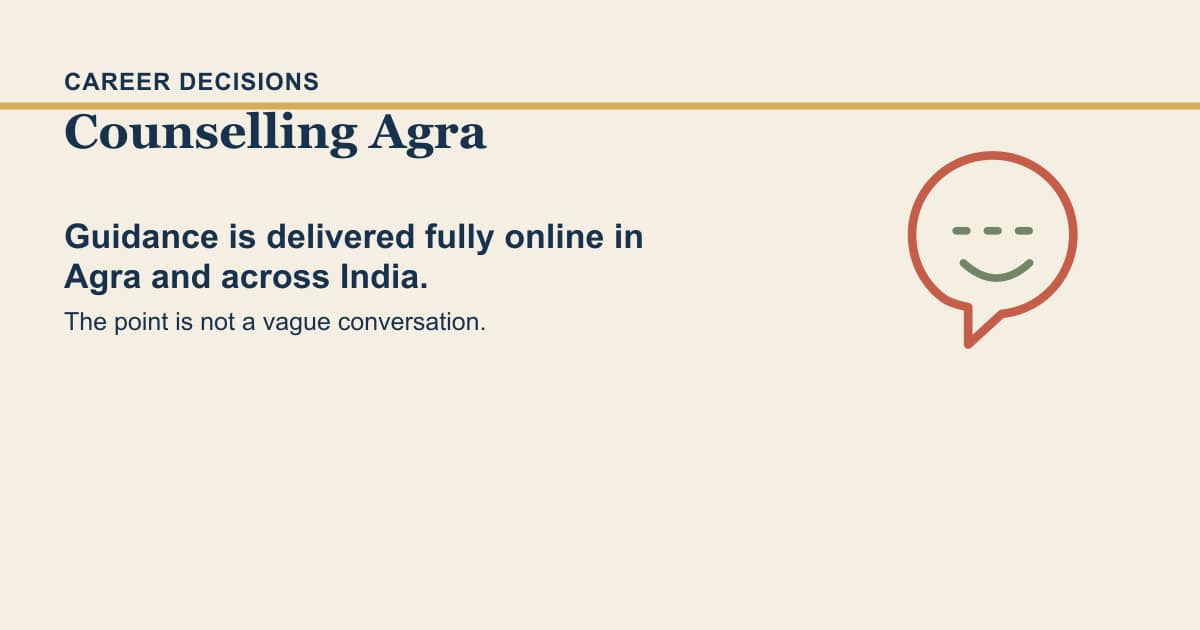 CAREER DECISIONS
Counselling Agra
Guidance is delivered fully online in
Agra and across India.
The point is not a vague conversation.